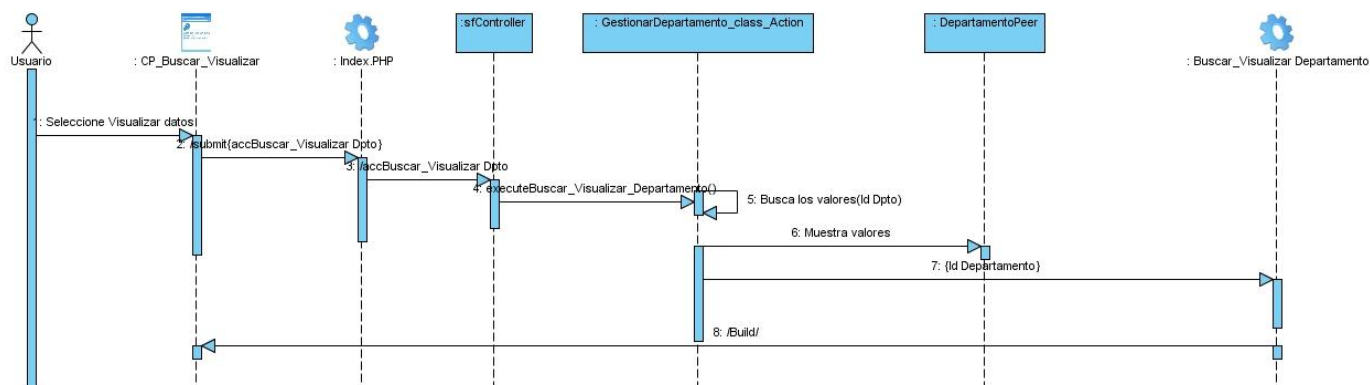 :sfController
: GestionarDepartamento_class_Action
: DepartamentoPeer
Usuario
: CP_Buscar_Visualizar
: Index.PHP
: Buscar_Visualizar Departamento
1: Seleccione Visualizar datos
2: /submit{accBuscar_Visualizar Dpto}
3: /accBuscar_Visualizar Dpto
4: executeBuscar_Visualizar_Departamento()
5: Busca los valores(Id Dpto)
6: Muestra valores
7: {Id Departamento}
8: /Build/